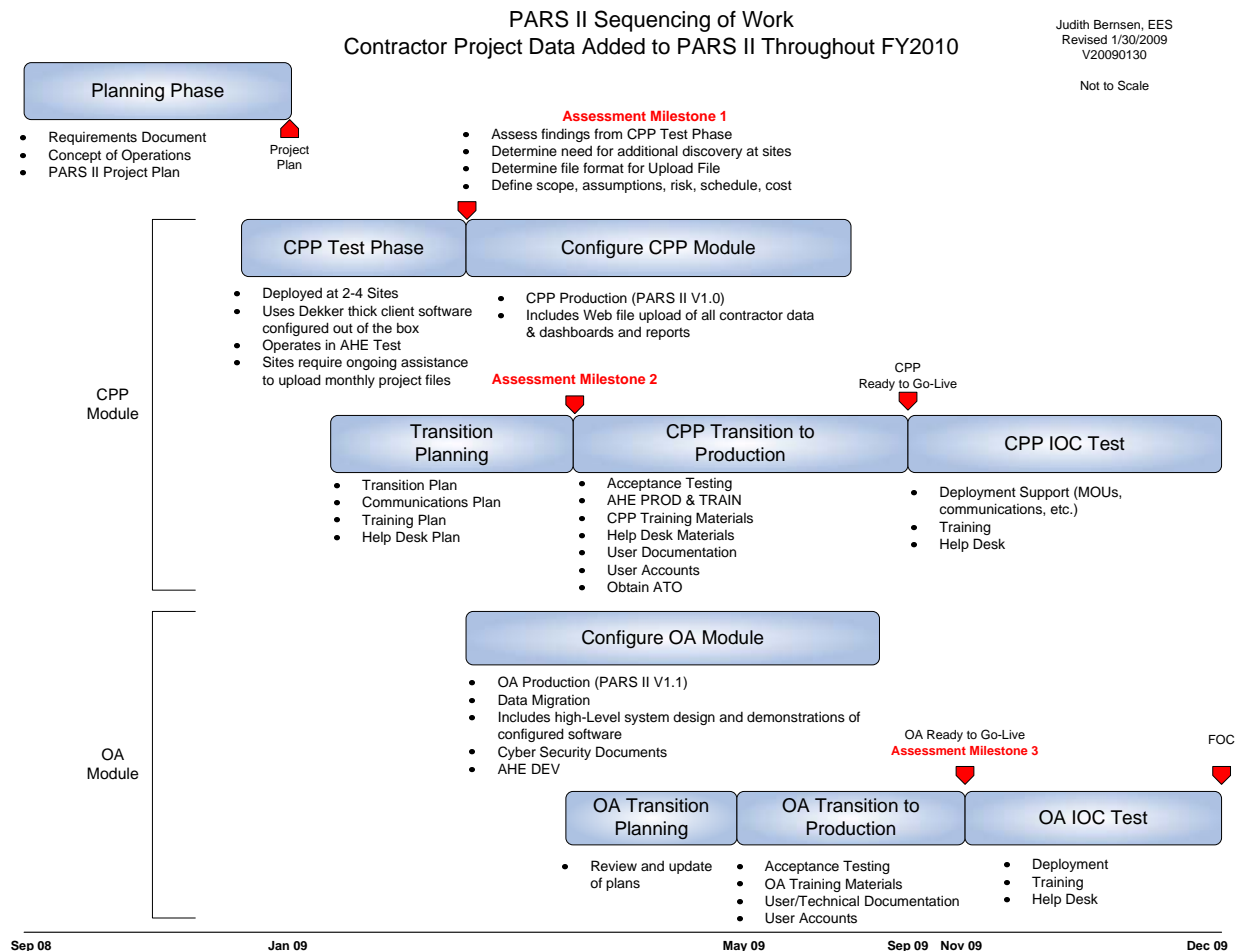 PARS II Sequencing of Work
Contractor Project Data Added to PARS II Throughout FY2010
Judith Bernsen, EES
Revised 1/30/2009
V20090130
Not to Scale
Planning Phase
• Requirements Document
• Concept of Operations
• PARS II Project Plan
Project
Plan
Assessment Milestone 1
• Assess findings from CPP Test Phase
• Determine need for additional discovery at sites
• Determine file format for Upload File
• Define scope, assumptions, risk, schedule, cost
CPP
Module
CPP Test Phase
• Deployed at 2-4 Sites
• Uses Dekker thick client software
configured out of the box
• Operates in AHE Test
• Sites require ongoing assistance
to upload monthly project files
Configure CPP Module
• CPP Production (PARS II V1.0)
• Includes Web file upload of all contractor data
& dashboards and reports
Assessment Milestone 2
CPP
Ready to Go-Live
Transition
Planning
• Transition Plan
• Communications Plan
• Training Plan
• Help Desk Plan
CPP Transition to
Production
• Acceptance Testing
• AHE PROD & TRAIN
• CPP Training Materials
• Help Desk Materials
• User Documentation
• User Accounts
• Obtain ATO
CPP IOC Test
• Deployment Support (MOUs,
communications, etc.)
• Training
• Help Desk
OA
Module
Configure OA Module
• OA Production (PARS II V1.1)
• Data Migration
• Includes high-Level system design and demonstrations of
configured software
• Cyber Security Documents
• AHE DEV
OA Ready to Go-Live
Assessment Milestone 3
FOC
OA Transition
Planning
• Review and update
of plans
OA Transition to
Production
• Acceptance Testing
• OA Training Materials
• User/Technical Documentation
• User Accounts
OA IOC Test
• Deployment
• Training
• Help Desk
Sep 08
Jan 09
May 09
Sep 09
Nov 09
Dec 09